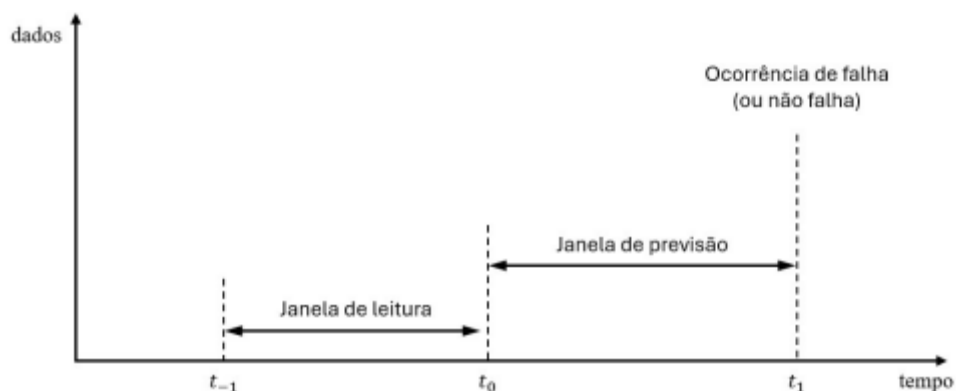 dados
Ocorrência de falha
(ou não falha)
Janela de previsão
Janela de leitura
t₋₁
t₀
t₁
tempo